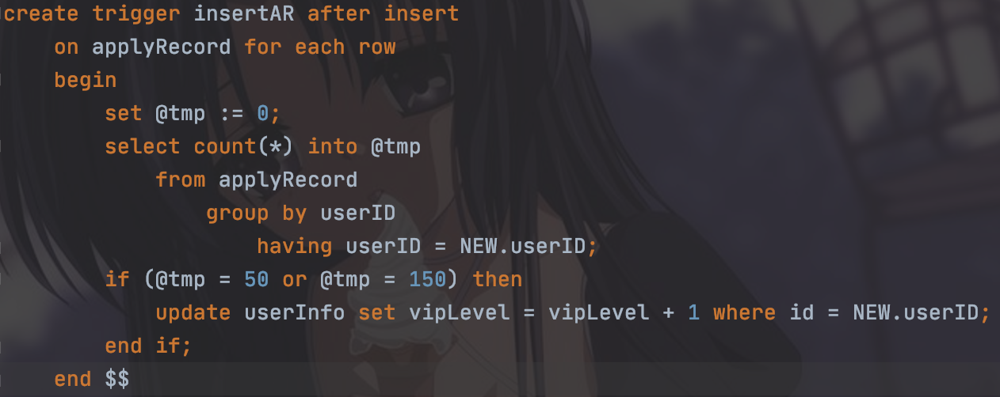 create trigger insertAR after insert
    on applyRecord for each row
    begin
        set @tmp := 0;
        select count(*) into @tmp
            from applyRecord
                group by userID
                    having userID = NEW.userID;
        if (@tmp = 50 or @tmp = 150) then
            update userInfo set vipLevel = vipLevel + 1 where id = NEW.userID;
        end if;
    end $$